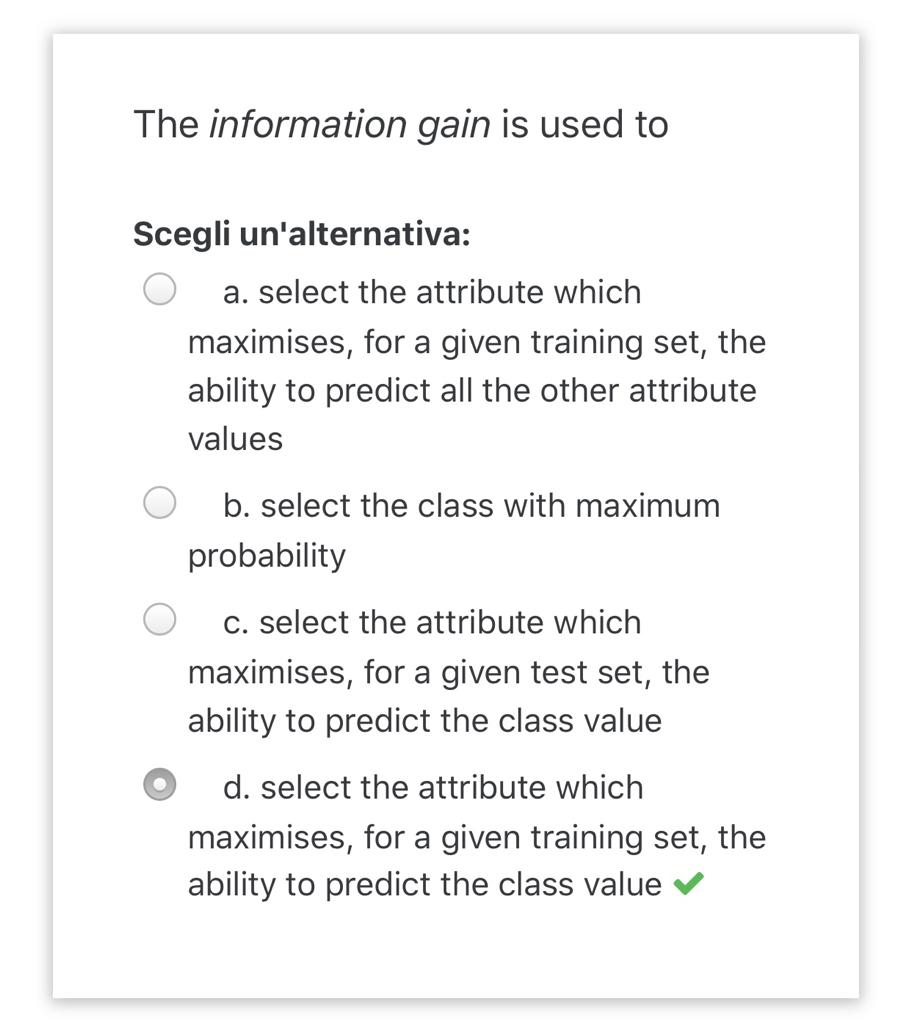 The information gain is used to
Scegli un'alternativa:
a. select the attribute which
maximises, for a given training set, the
ability to predict all the other attribute
values
b. select the class with maximum
probability
c. select the attribute which
maximises, for a given test set, the
ability to predict the class value
d. select the attribute which
maximises, for a given training set, the
ability to predict the class value